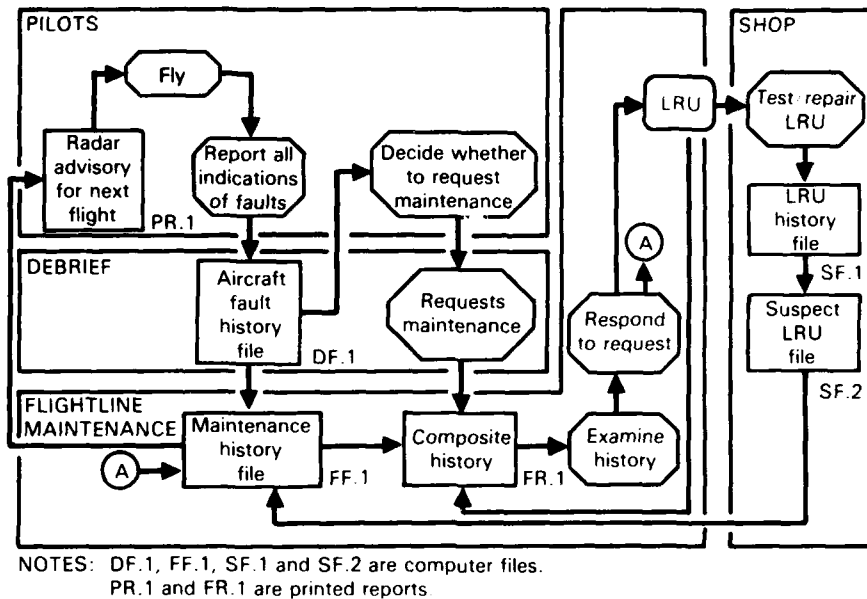 PILOTS
Fly
Radar
advisory
for next
flight
PR.1
Report all
indications
of faults
Decide whether
to request
maintenance
DEBRIEF
Aircraft
fault
history
file
DF.1
Requests
maintenance
FLIGHTLINE
MAINTENANCE
A
Maintenance
history
file
FF.1
Composite
history
FR.1
Examine
history
Respond
to request
A
LRU
SHOP
Test/repair
LRU
LRU
history
file
SF.1
Suspect
LRU
file
SF.2
NOTES: DF.1, FF.1, SF.1 and SF.2 are computer files.
PR.1 and FR.1 are printed reports